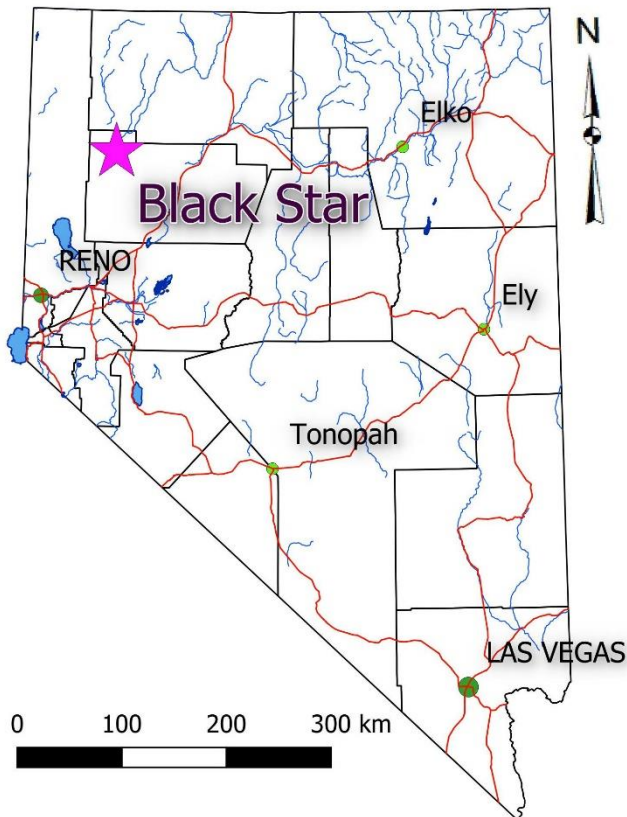 N
Elko
Black Star
RENO
Ely
Tonopah
LAS VEGAS
0 100 200 300 km